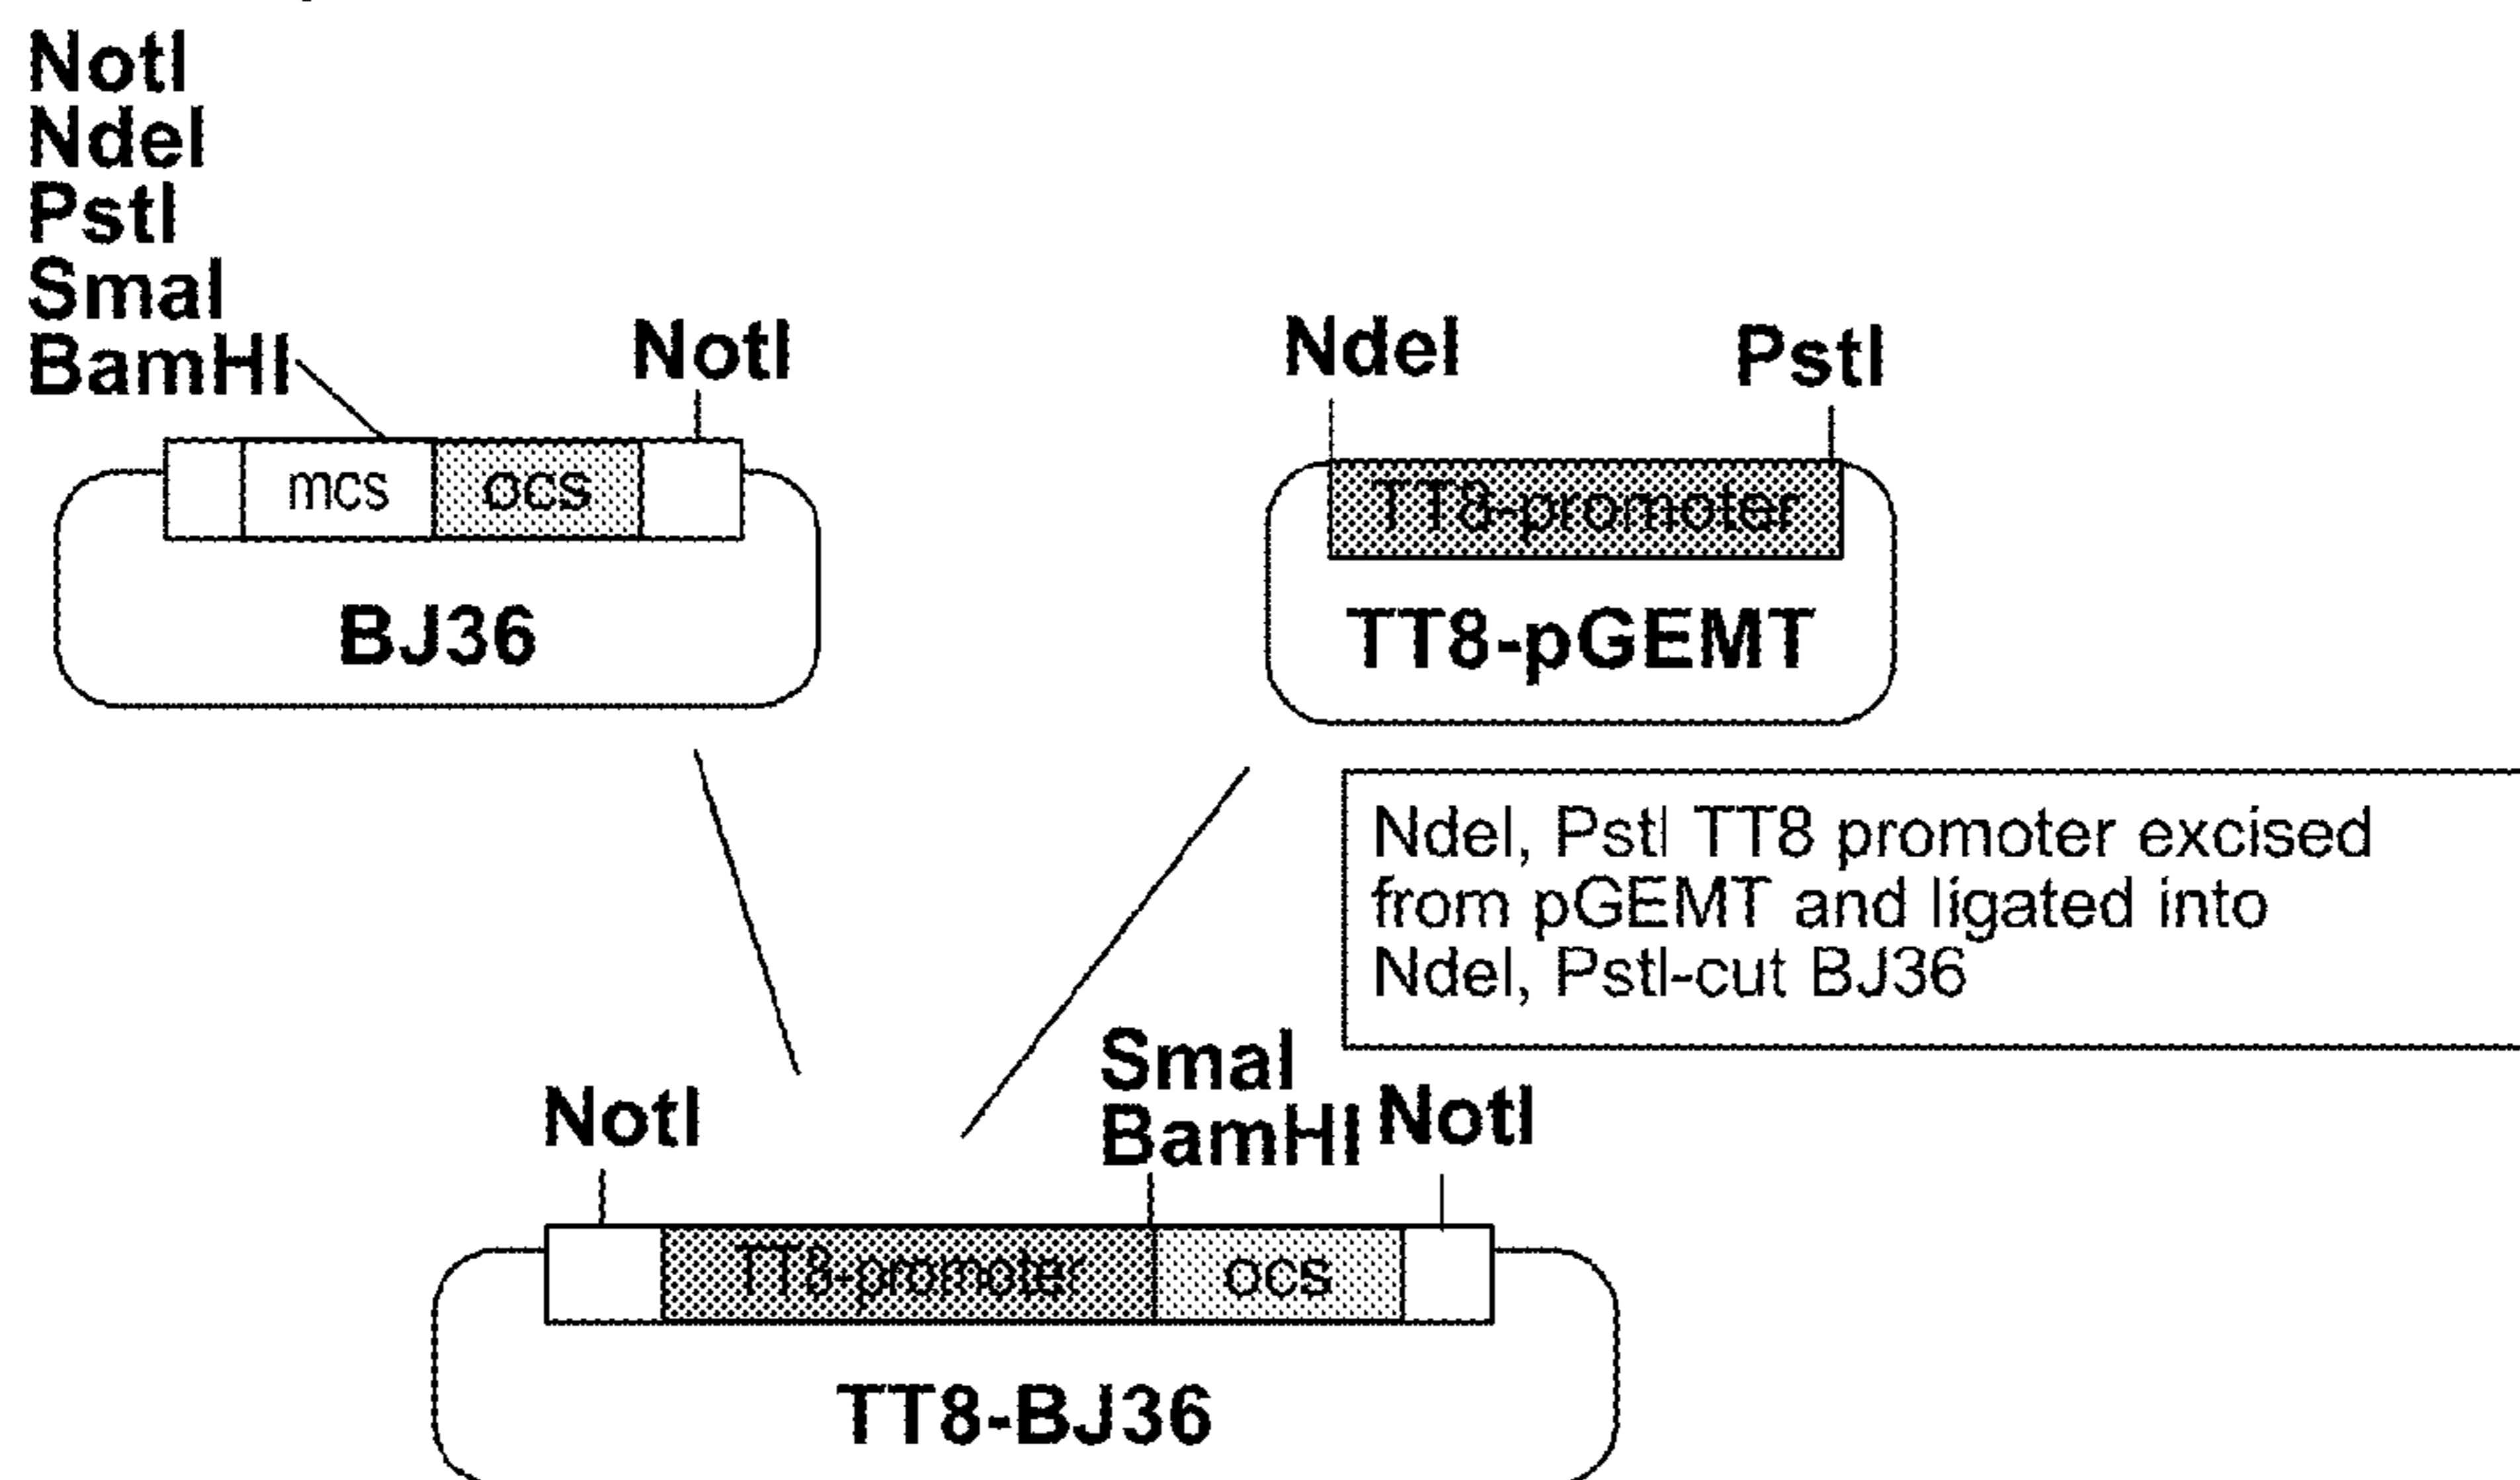 NotI
NdeI
PstI
SmaI
BamHI
NotI
mcs
ocs
BJ36
NdeI
PstI
TT8-promoter
TT8-pGEMT
NdeI, PstI TT8 promoter excised
from pGEMT and ligated into
NdeI, PstI-cut BJ36
NotI
SmaI
BamHI
NotI
TT8-promoter
ocs
TT8-BJ36